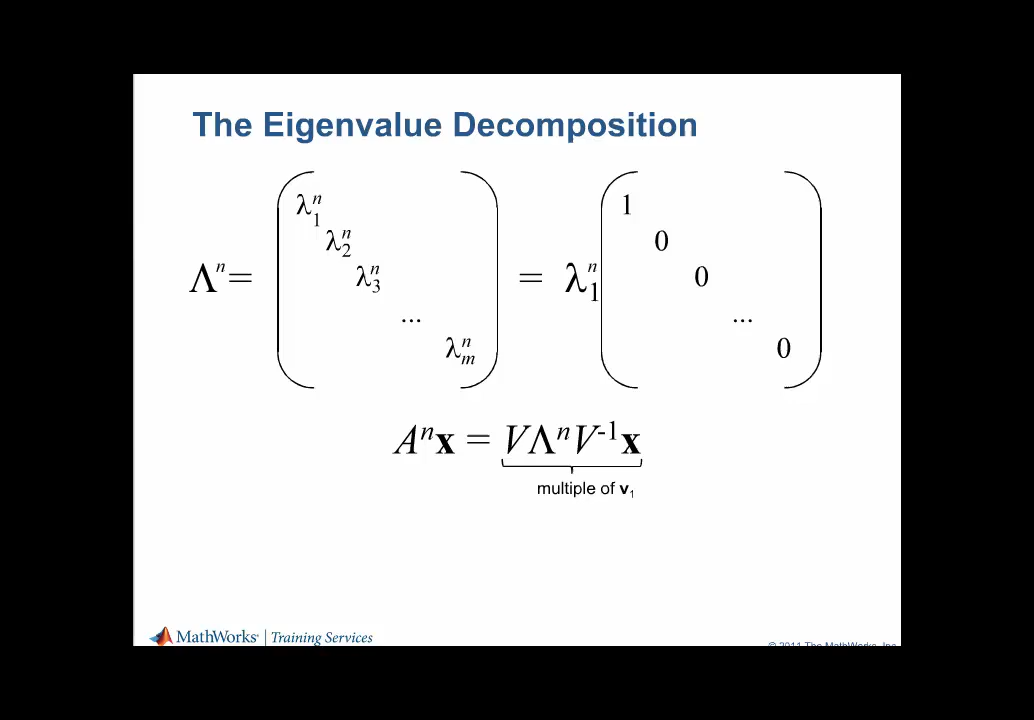 The Eigenvalue Decomposition
Λⁿ = ( λ₁ⁿ λ₂ⁿ λ₃ⁿ ... λₘⁿ ) = λ₁ⁿ ( 1 0 0 ... 0 )
Aⁿx = VΛⁿV⁻¹x
multiple of v₁
MathWorks® | Training Services
© 2011 The MathWorks, Inc